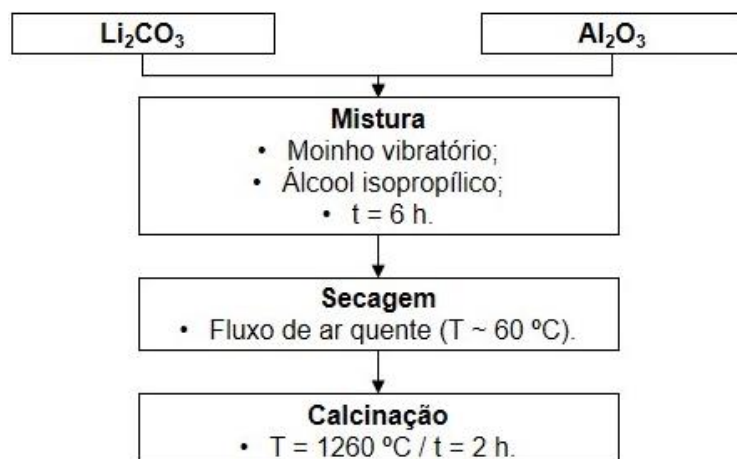 Li₂CO₃
Al₂O₃
Mistura
• Moinho vibratório;
• Álcool isopropílico;
• t = 6 h.
Secagem
• Fluxo de ar quente (T ~ 60 ºC).
Calcinação
• T = 1260 ºC / t = 2 h.